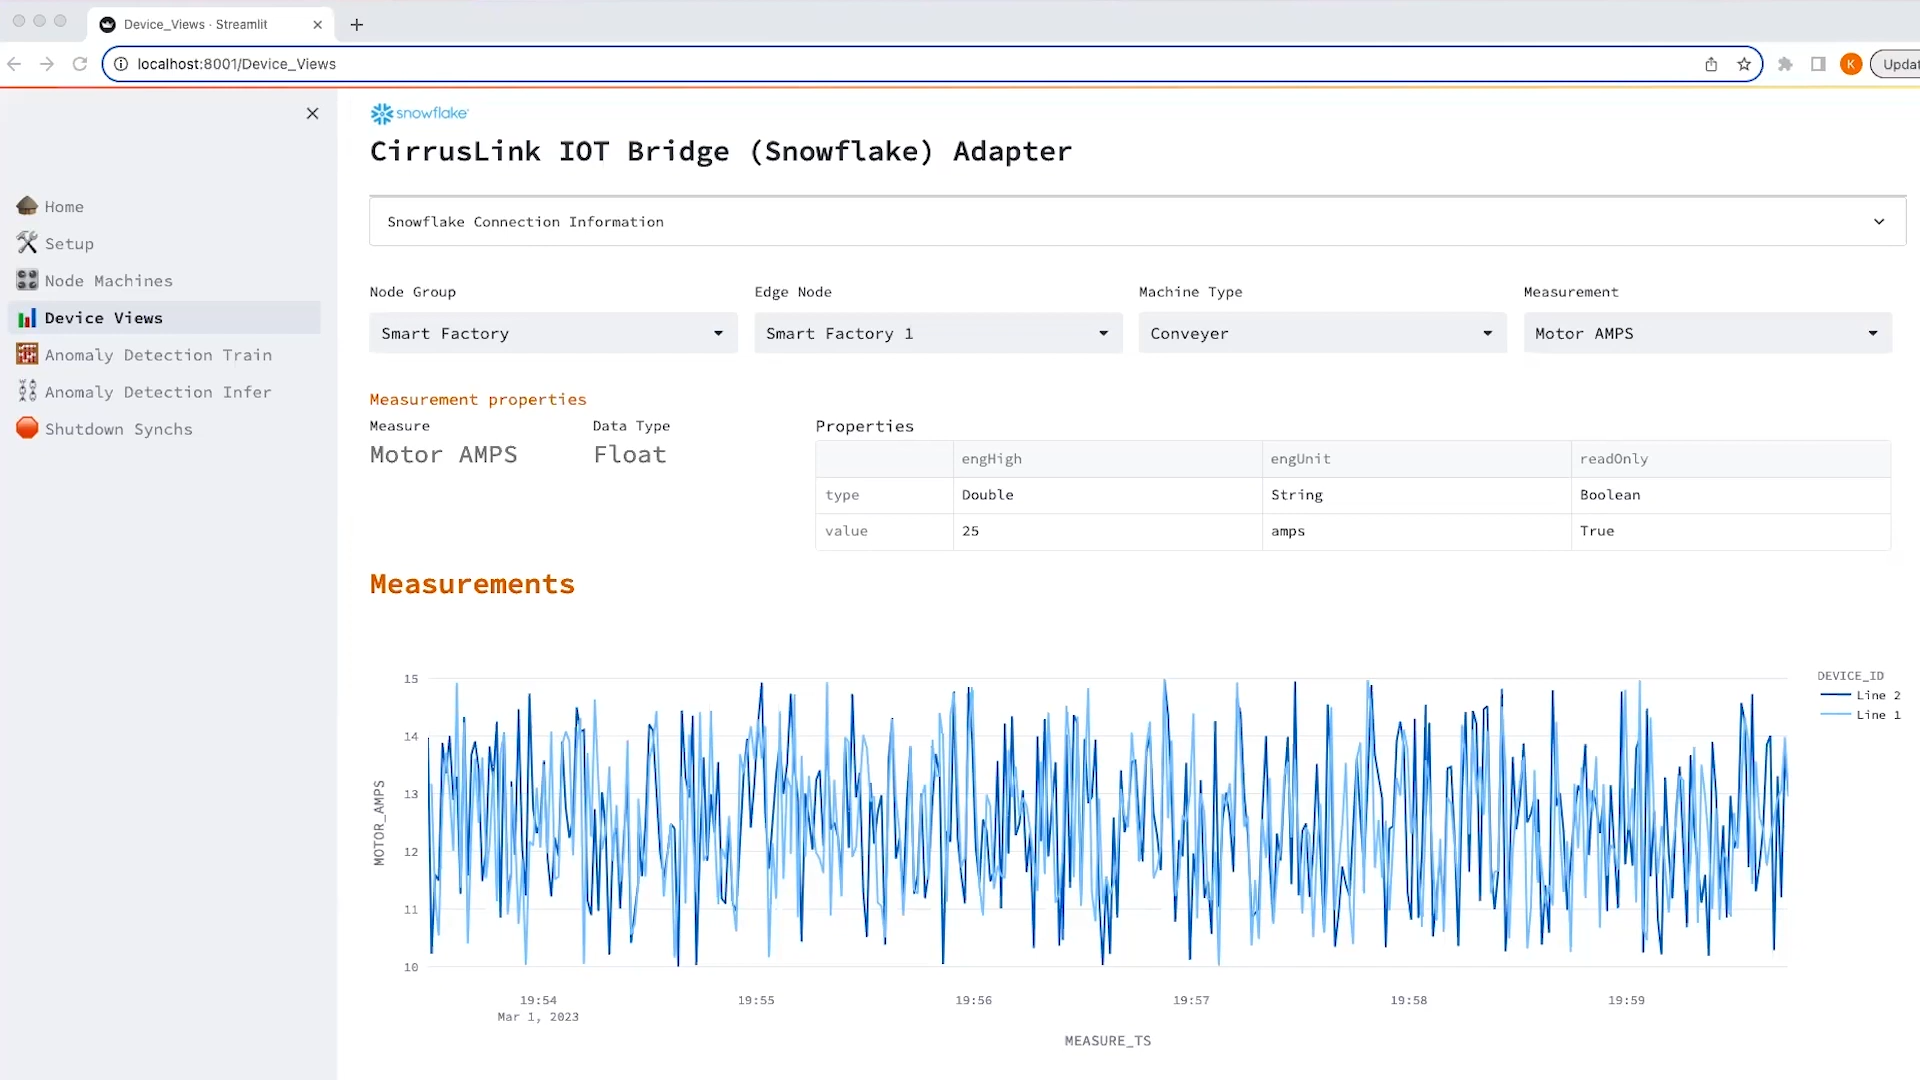 Device_Views · Streamlit
localhost:8001/Device_Views
K
Updat
snowflake
CirrusLink IOT Bridge (Snowflake) Adapter
Home
Setup
Node Machines
Device Views
Anomaly Detection Train
Anomaly Detection Infer
Shutdown Synchs
Snowflake Connection Information
Node Group Edge Node Machine Type Measurement
Smart Factory Smart Factory 1 Conveyer Motor AMPS
Measurement properties
Measure Data Type Properties
Motor AMPS Float
engHigh engUnit readOnly
type Double String Boolean
value 25 amps True
Measurements
DEVICE_ID
Line 2
Line 1
MOTOR_AMPS
15
14
13
12
11
10
19:54 19:55 19:56 19:57 19:58 19:59
Mar 1, 2023
MEASURE_TS